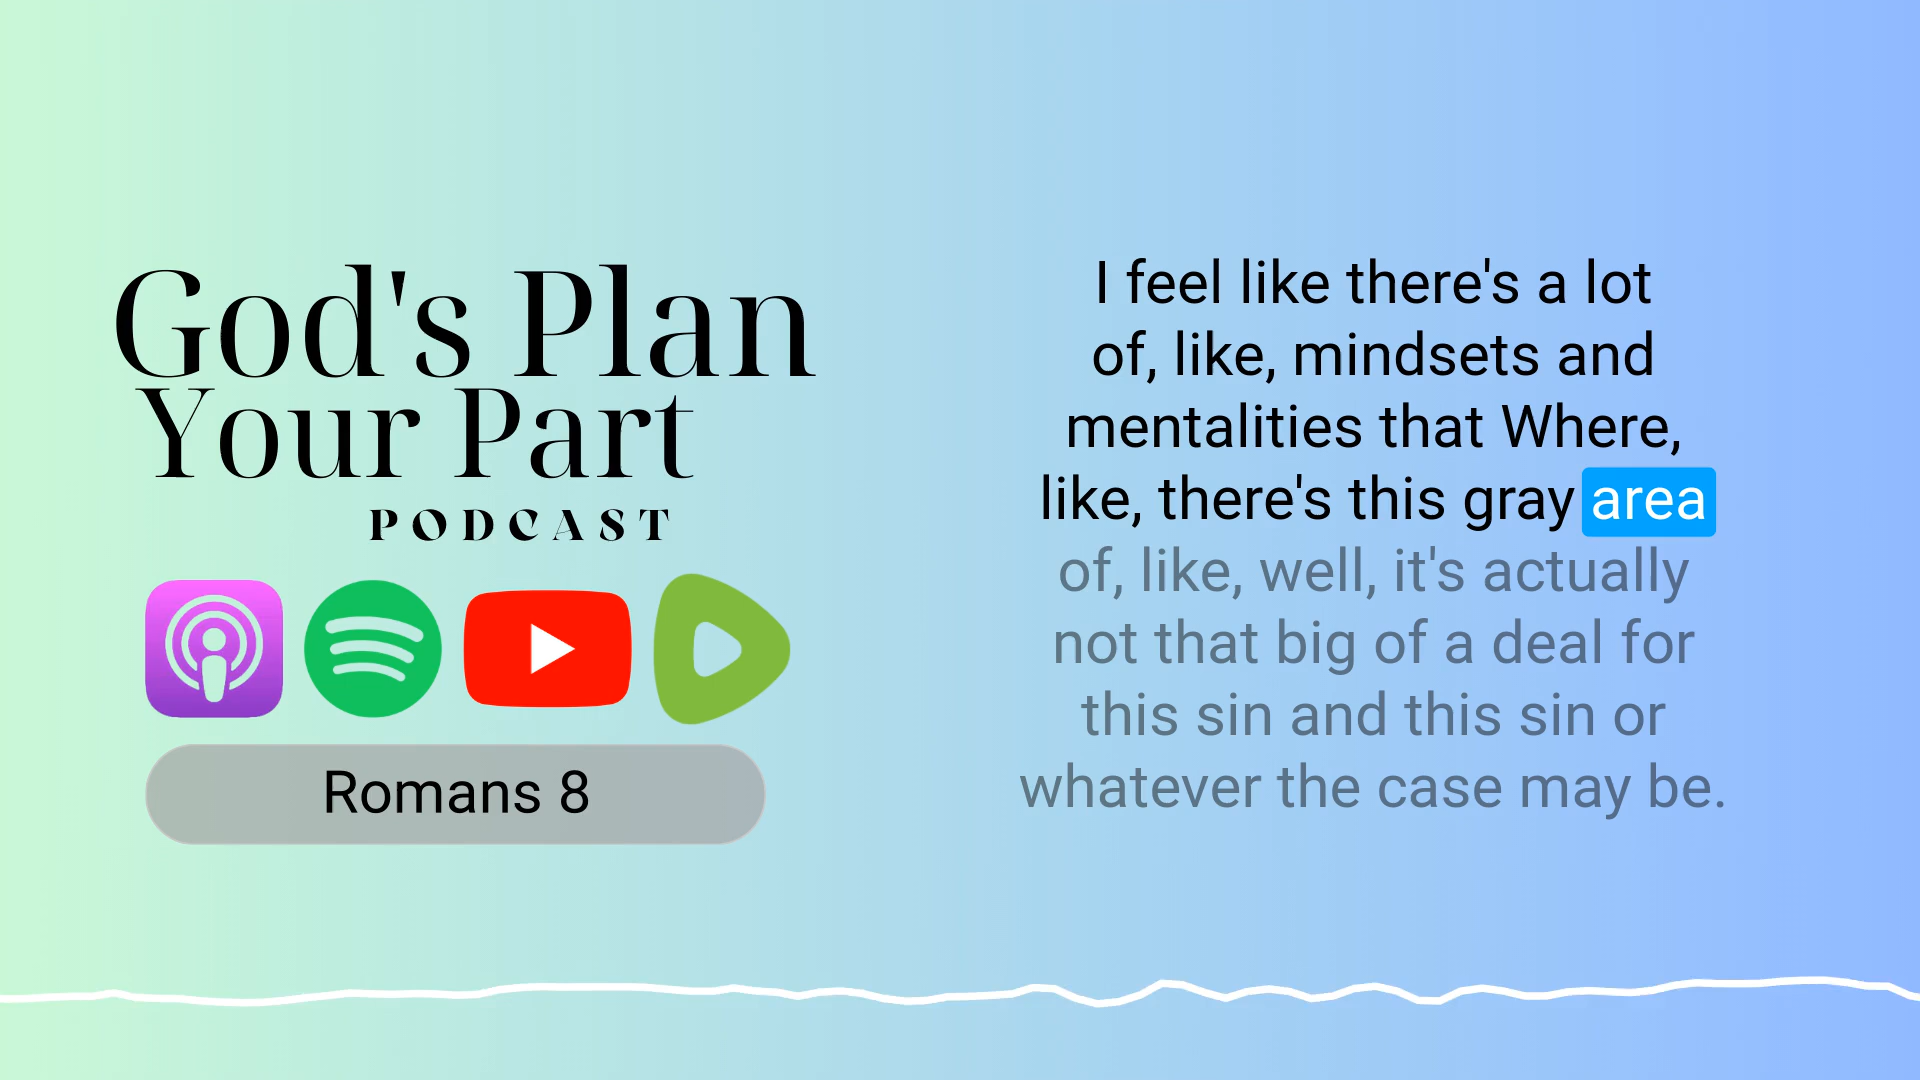 God's Plan
Your Part
PODCAST
Romans 8
I feel like there's a lot
of, like, mindsets and
mentalities that Where,
like, there's this gray area
of, like, well, it's actually
not that big of a deal for
this sin and this sin or
whatever the case may be.